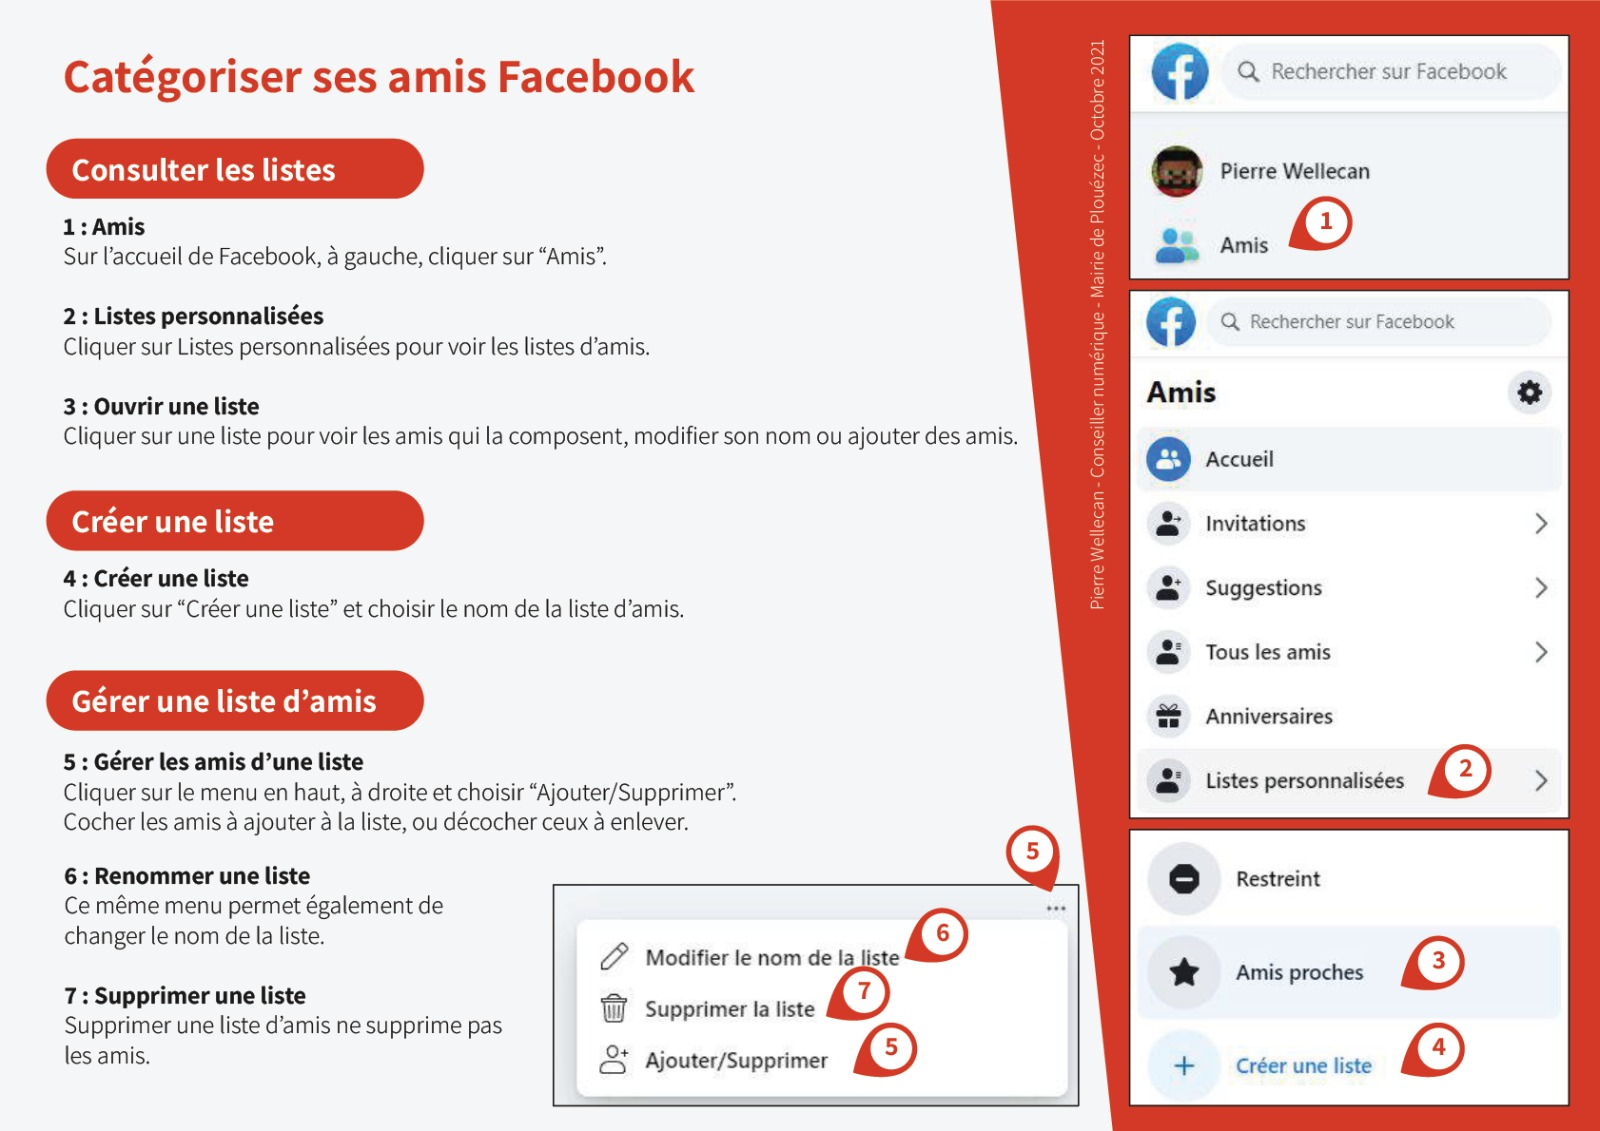 Catégoriser ses amis Facebook
Consulter les listes
1 : Amis
Sur l’accueil de Facebook, à gauche, cliquer sur “Amis”.
2 : Listes personnalisées
Cliquer sur Listes personnalisées pour voir les listes d’amis.
3 : Ouvrir une liste
Cliquer sur une liste pour voir les amis qui la composent, modifier son nom ou ajouter des amis.
Créer une liste
4 : Créer une liste
Cliquer sur “Créer une liste” et choisir le nom de la liste d’amis.
Gérer une liste d’amis
5 : Gérer les amis d’une liste
Cliquer sur le menu en haut, à droite et choisir “Ajouter/Supprimer”.
Cocher les amis à ajouter à la liste, ou décocher ceux à enlever.
6 : Renommer une liste
Ce même menu permet également de
changer le nom de la liste.
7 : Supprimer une liste
Supprimer une liste d’amis ne supprime pas
les amis.
5
Modifier le nom de la liste
6
Supprimer la liste
7
Ajouter/Supprimer
5
Pierre Wellecan - Conseiller numérique - Mairie de Plouézec - Octobre 2021
Rechercher sur Facebook
Pierre Wellecan
Amis
1
Rechercher sur Facebook
Amis
Accueil
Invitations
Suggestions
Tous les amis
Anniversaires
Listes personnalisées
2
Restreint
Amis proches
3
Créer une liste
4